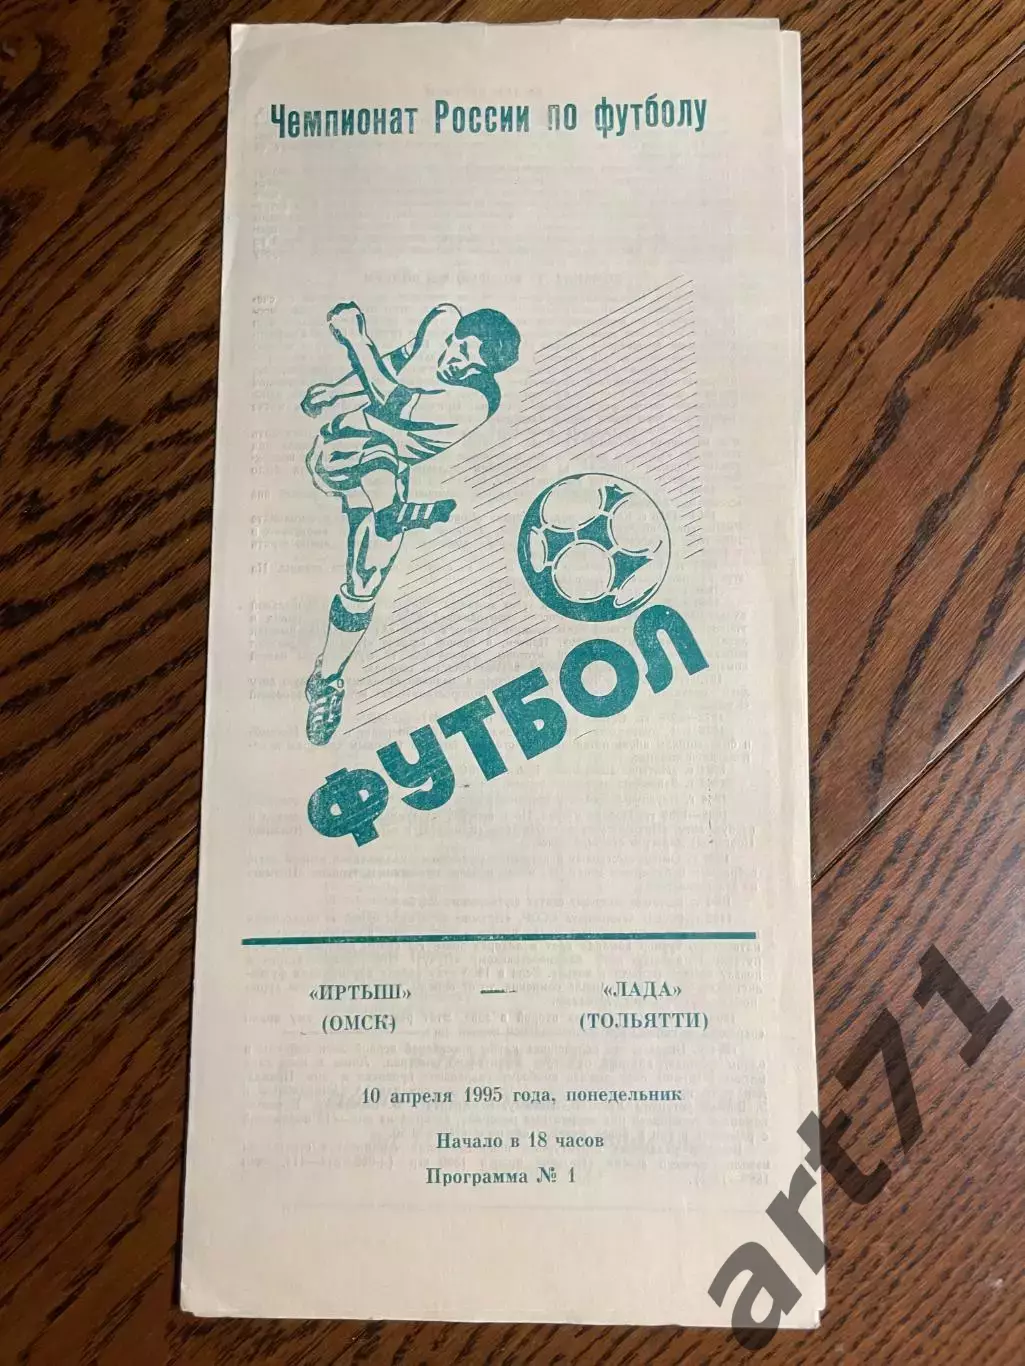 Чемпионат России по футболу
ФУТБОЛ
«ИРТЫШ» — «ЛАДА»
(ОМСК) (ТОЛЬЯТТИ)
10 апреля 1995 года, понедельник
Начало в 18 часов
Программа № 1
art71